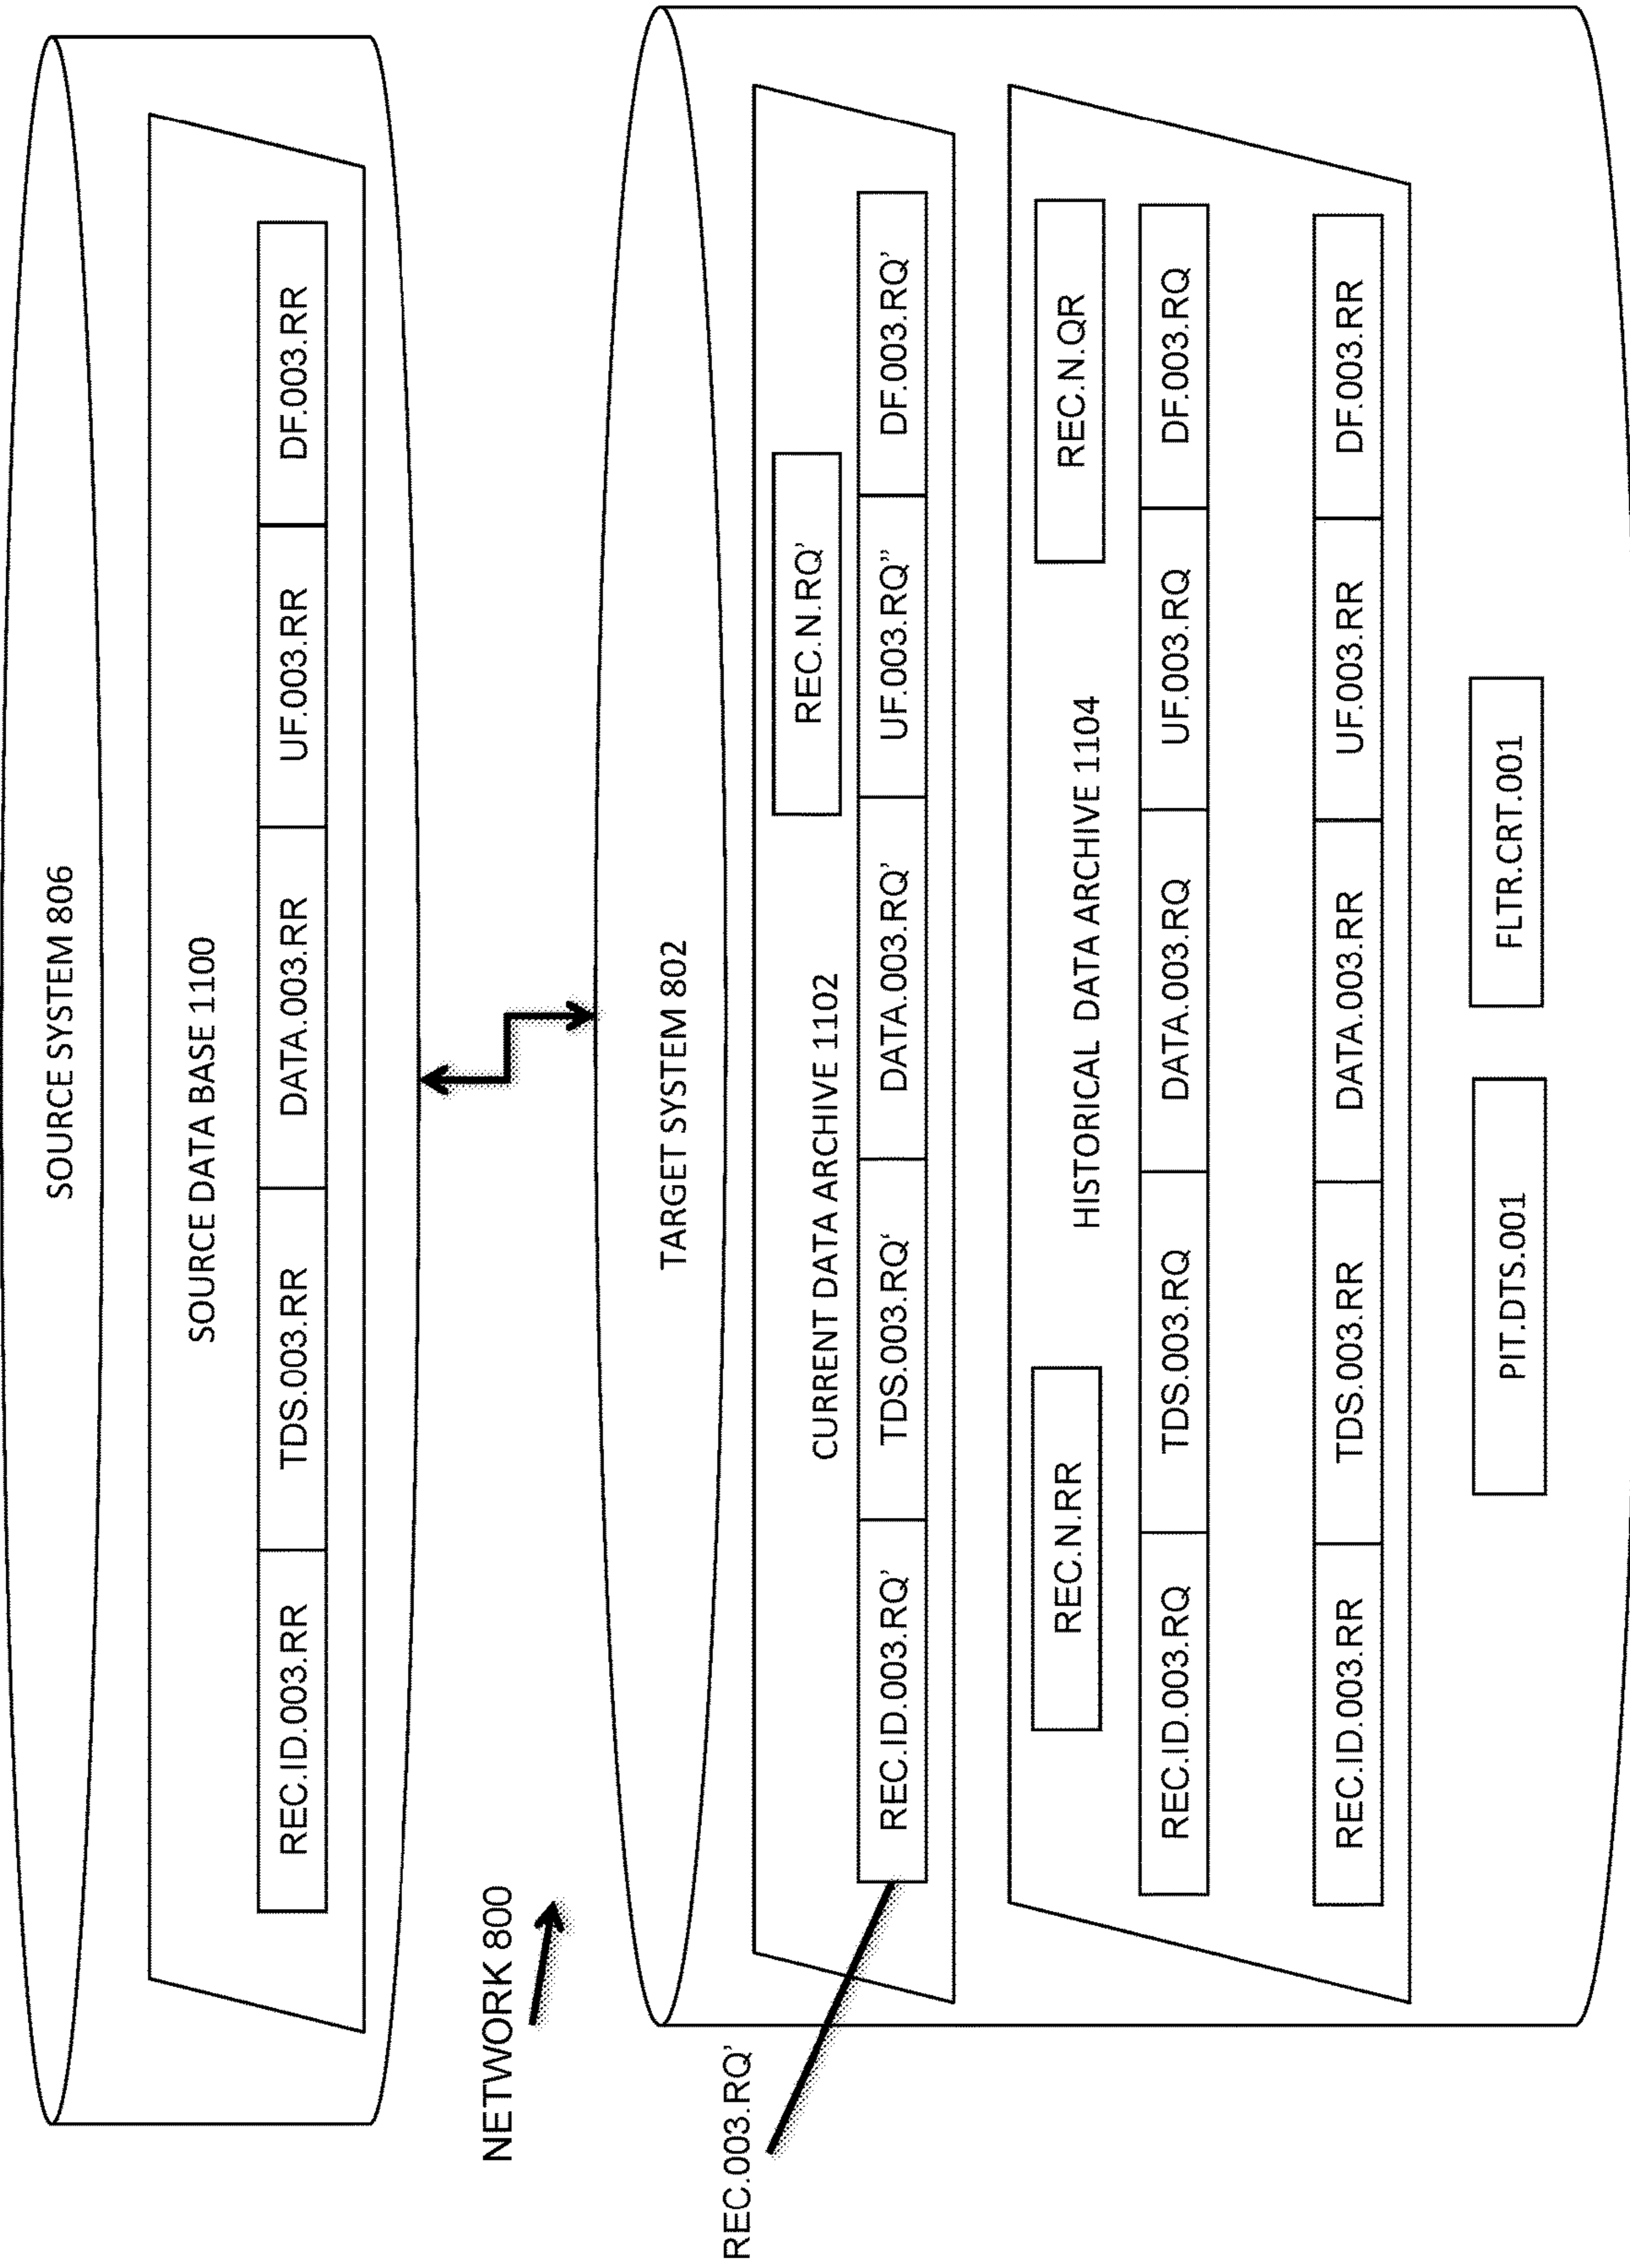 SOURCE SYSTEM 806
SOURCE DATA BASE 1100
REC.ID.003.RR TDS.003.RR DATA.003.RR UF.003.RR DF.003.RR
NETWORK 800
TARGET SYSTEM 802
REC.003.RQ’
REC.N.RQ’
CURRENT DATA ARCHIVE 1102
REC.ID.003.RQ’ TDS.003.RQ‘ DATA.003.RQ’ UF.003.RQ” DF.003.RQ’
REC.N.RR HISTORICAL DATA ARCHIVE 1104 REC.N.QR
REC.ID.003.RQ TDS.003.RQ DATA.003.RQ UF.003.RQ DF.003.RQ
REC.ID.003.RR TDS.003.RR DATA.003.RR UF.003.RR DF.003.RR
PIT.DTS.001 FLTR.CRT.001